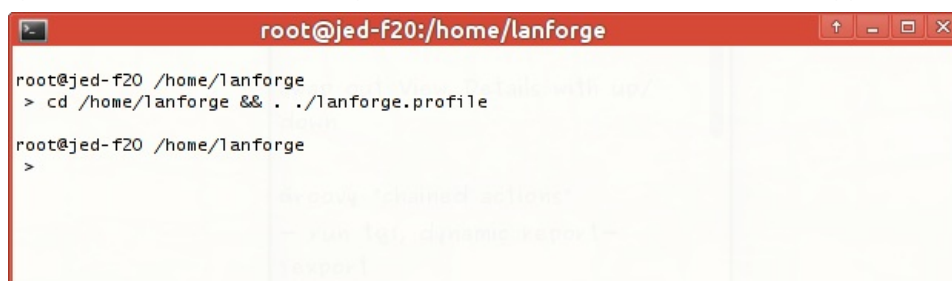 root@jed-f20:/home/lanforge
root@jed-f20 /home/lanforge
> cd /home/lanforge && . ./lanforge.profile
root@jed-f20 /home/lanforge
>